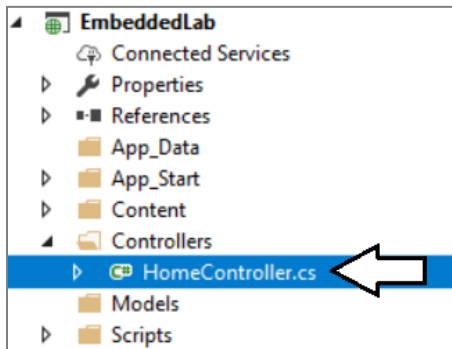 EmbeddedLab
Connected Services
Properties
References
App_Data
App_Start
Content
Controllers
C# HomeController.cs
Models
Scripts